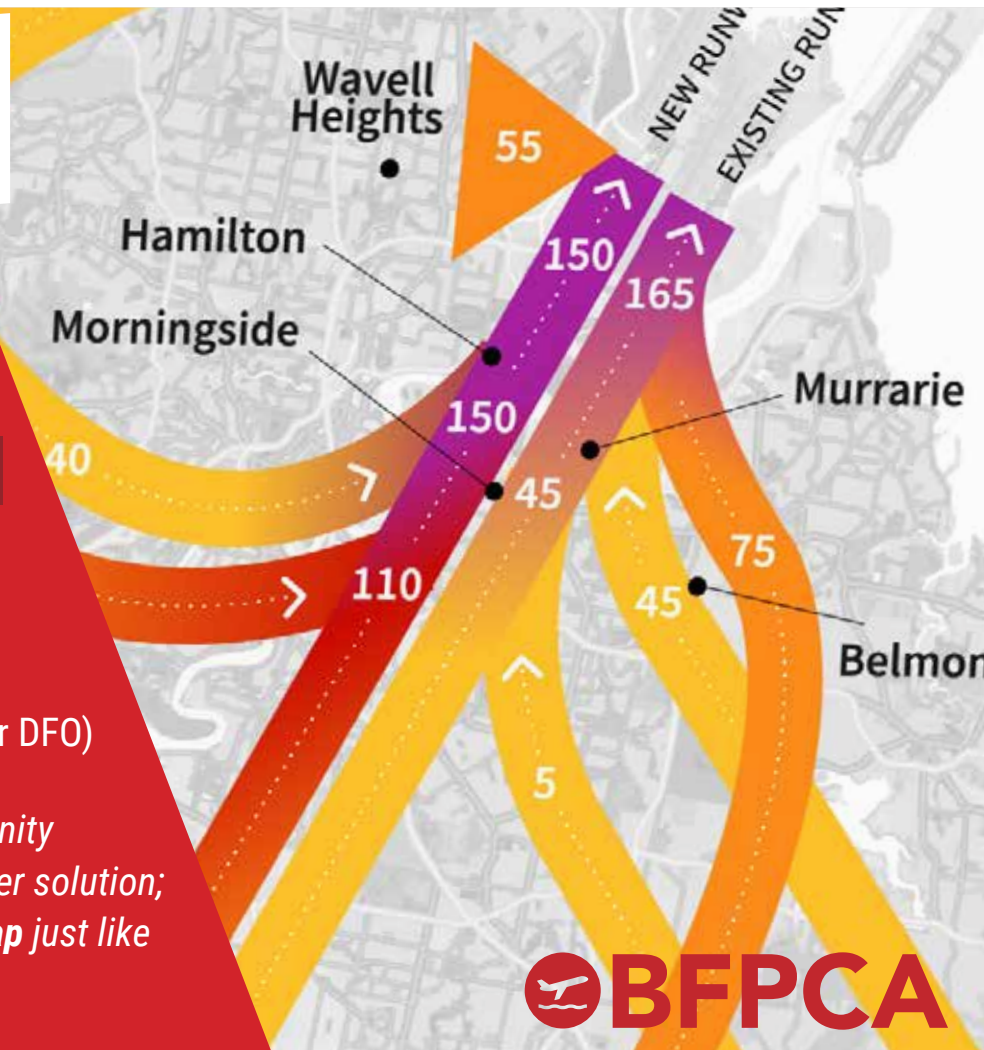 Wavell
Heights
NEW RUNW
EXISTING RUN
55
Hamilton
150
165
Morningside
Murrarie
150
40
45
75
110
45
Belmon
r DFO)
5
nity
er solution;
ap just like
BFPCA